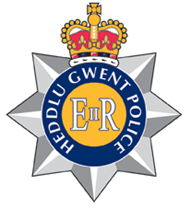 HEDDLU GWENT POLICE
EIIR